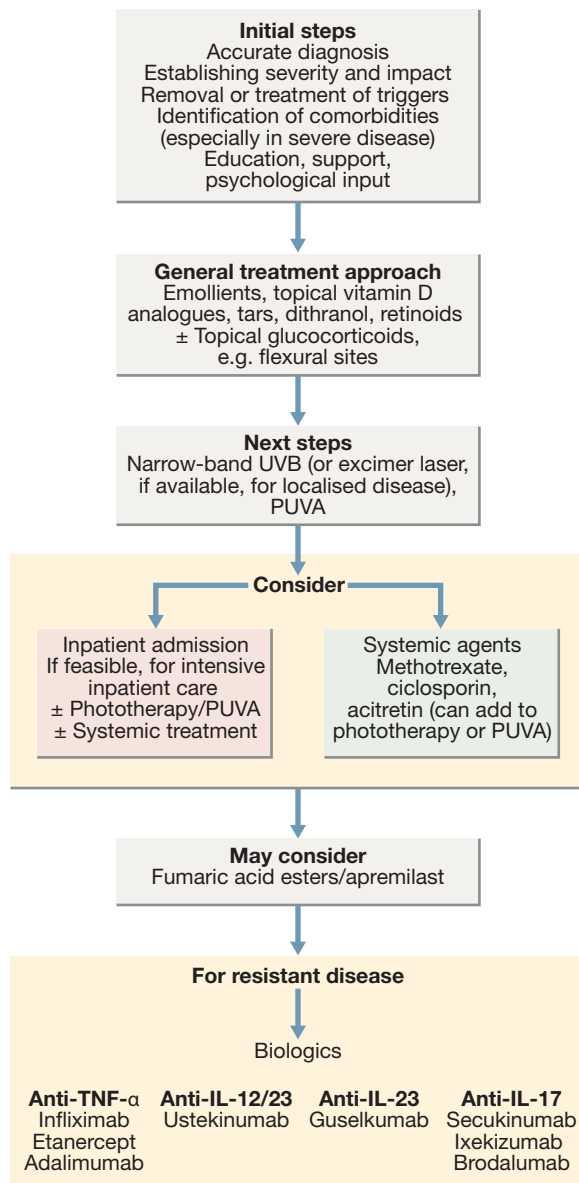 Initial steps
Accurate diagnosis
Establishing severity and impact
Removal or treatment of triggers
Identification of comorbidities
(especially in severe disease)
Education, support,
psychological input
General treatment approach
Emollients, topical vitamin D
analogues, tars, dithranol, retinoids
± Topical glucocorticoids,
e.g. flexural sites
Next steps
Narrow-band UVB (or excimer laser,
if available, for localised disease),
PUVA
Consider
Inpatient admission
If feasible, for intensive
inpatient care
± Phototherapy/PUVA
± Systemic treatment
Systemic agents
Methotrexate,
ciclosporin,
acitretin (can add to
phototherapy or PUVA)
May consider
Fumaric acid esters/apremilast
For resistant disease
Biologics
Anti-TNF-α
Infliximab
Etanercept
Adalimumab
Anti-IL-12/23
Ustekinumab
Anti-IL-23
Guselkumab
Anti-IL-17
Secukinumab
Ixekizumab
Brodalumab